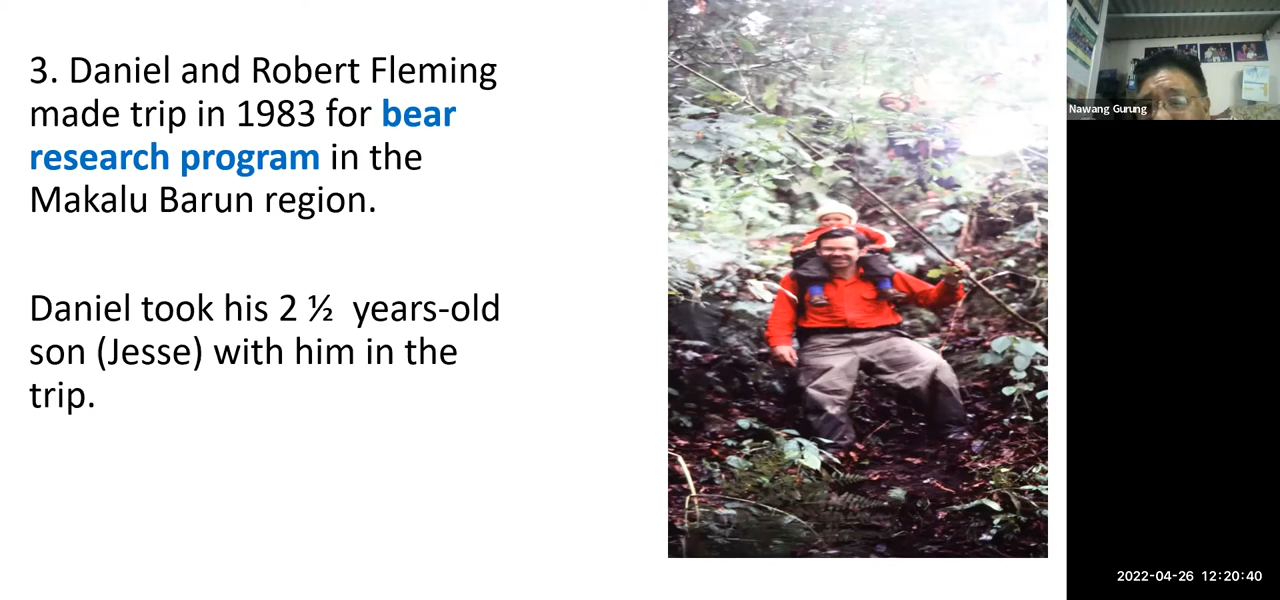 3. Daniel and Robert Fleming
made trip in 1983 for bear
research program in the
Makalu Barun region.
Daniel took his 2 ½ years-old
son (Jesse) with him in the
trip.
Nawang Gurung
2022-04-26 12:20:40